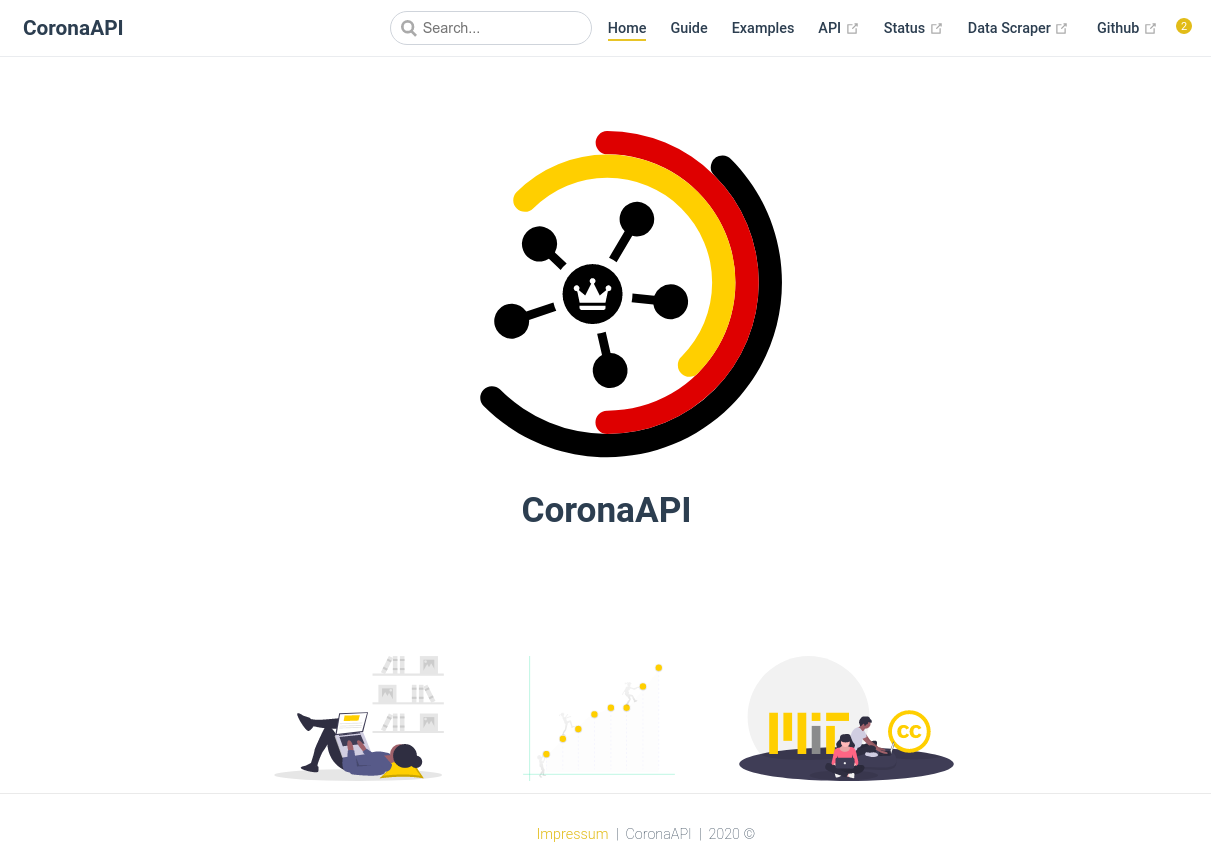 CoronaAPI Search... Home Guide Examples API Status Data Scraper Github 2
CoronaAPI
MIT CC
Impressum | CoronaAPI | 2020 ©